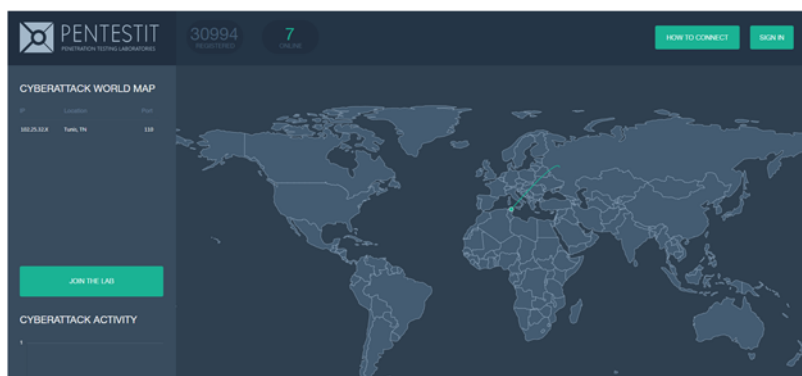 PENTESTIT
PENETRATION TESTING LABORATORIES
30994
REGISTERED
7
ONLINE
HOW TO CONNECT
SIGN IN
CYBERATTACK WORLD MAP
IP Location Port
Tunis, TN 110
JOIN THE LAB
CYBERATTACK ACTIVITY